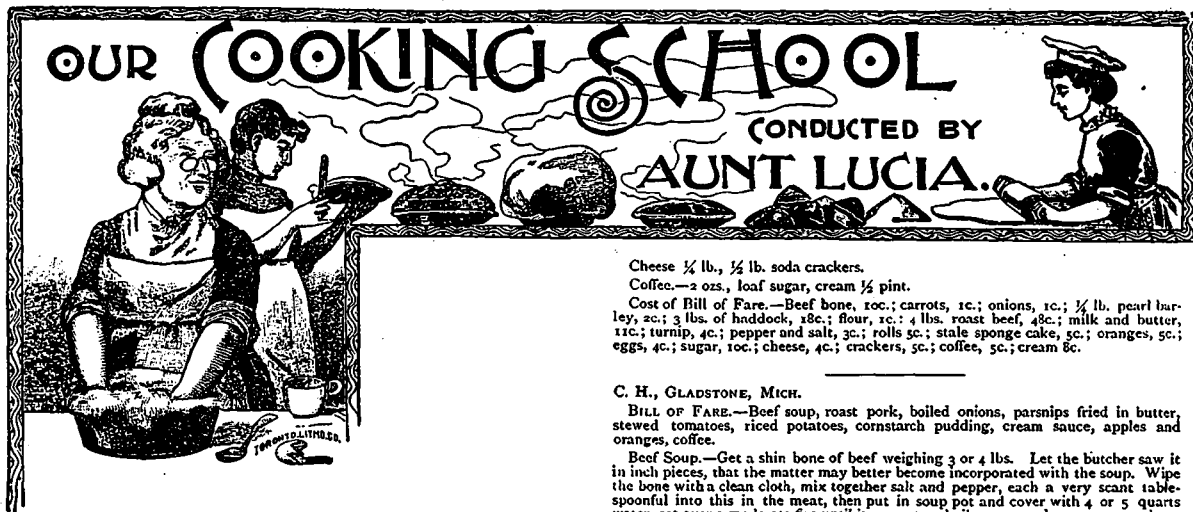 OUR COOKING SCHOOL
CONDUCTED BY
AUNT LUCIA.
TORONTO.LITHO.CO.
Cheese ¼ lb., ½ lb. soda crackers.
Coffee.—2 ozs., loaf sugar, cream ½ pint.
Cost of Bill of Fare.—Beef bone, 10c.; carrots, 1c.; onions, 1c.; ¼ lb. pearl bar-
ley, 2c.; 3 lbs. of haddock, 18c.; flour, 1c.: 4 lbs. roast beef, 48c.; milk and butter,
11c.; turnip, 4c.; pepper and salt, 3c.; rolls 5c.; stale sponge cake, 5c.; oranges, 5c.;
eggs, 4c.; sugar, 10c.; cheese, 4c.; crackers, 5c.; coffee, 5c.; cream 8c.
C. H., GLADSTONE, MICH.
BILL OF FARE.—Beef soup, roast pork, boiled onions, parsnips fried in butter,
stewed tomatoes, riced potatoes, cornstarch pudding, cream sauce, apples and
oranges, coffee.
Beef Soup.—Get a shin bone of beef weighing 3 or 4 lbs. Let the butcher saw it
in inch pieces, that the matter may better become incorporated with the soup. Wipe
the bone with a clean cloth, mix together salt and pepper, each a very scant table-
spoonful into this in the meat, then put in soup pot and cover with 4 or 5 quarts